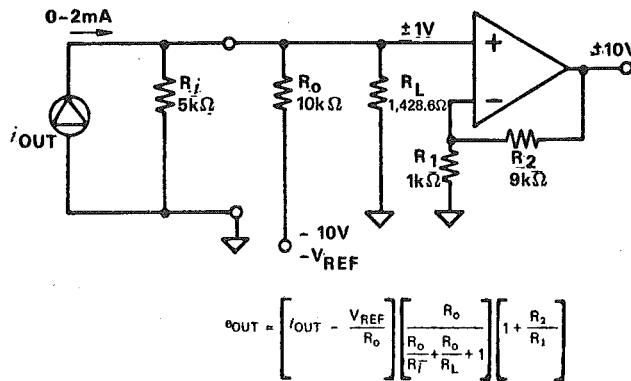 0-2mA
±1V
±10V
+
−
R_i
5kΩ
R_o
10kΩ
R_L
1,428.6Ω
i_OUT
R_1
1kΩ
R_2
9kΩ
− 10V
−V_REF
e_OUT = [i_OUT − V_REF/R_o] [R_o/(R_o/R_i + R_o/R_L + 1)] [1 + R_2/R_1]